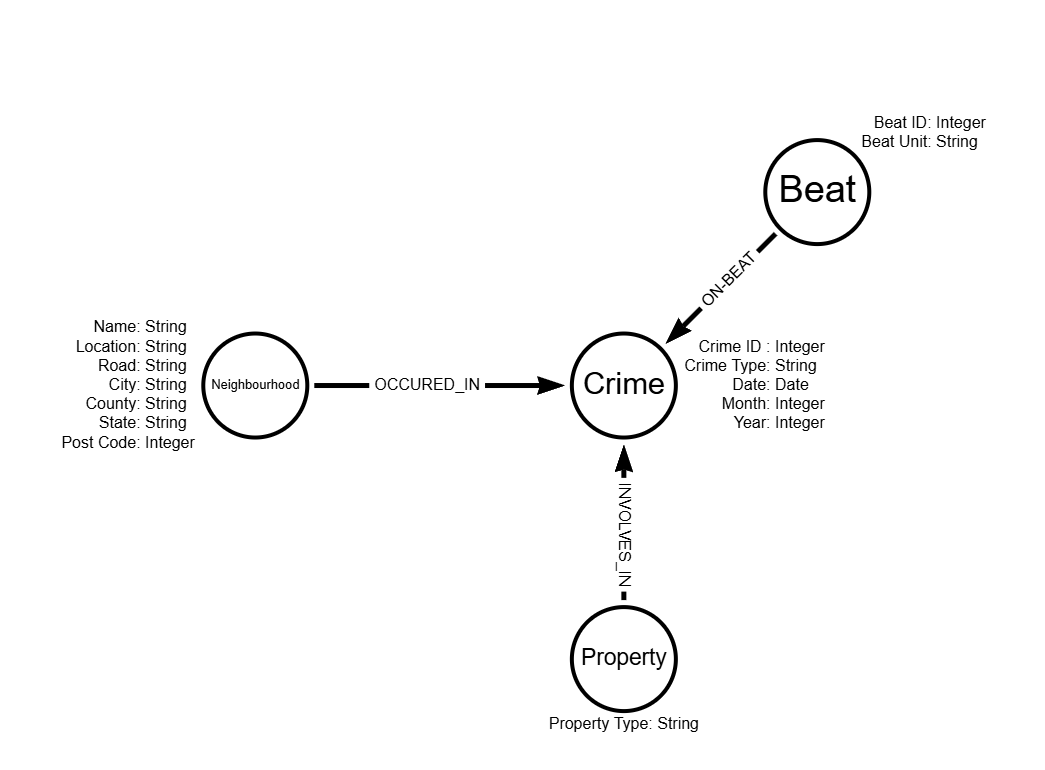 Beat ID: Integer
Beat Unit: String
Beat
ON-BEAT
Name: String
Location: String
Road: String
City: String
County: String
State: String
Post Code: Integer
Neighbourhood
OCCURED_IN
Crime
Crime ID : Integer
Crime Type: String
Date: Date
Month: Integer
Year: Integer
INVOLVES_IN
Property
Property Type: String